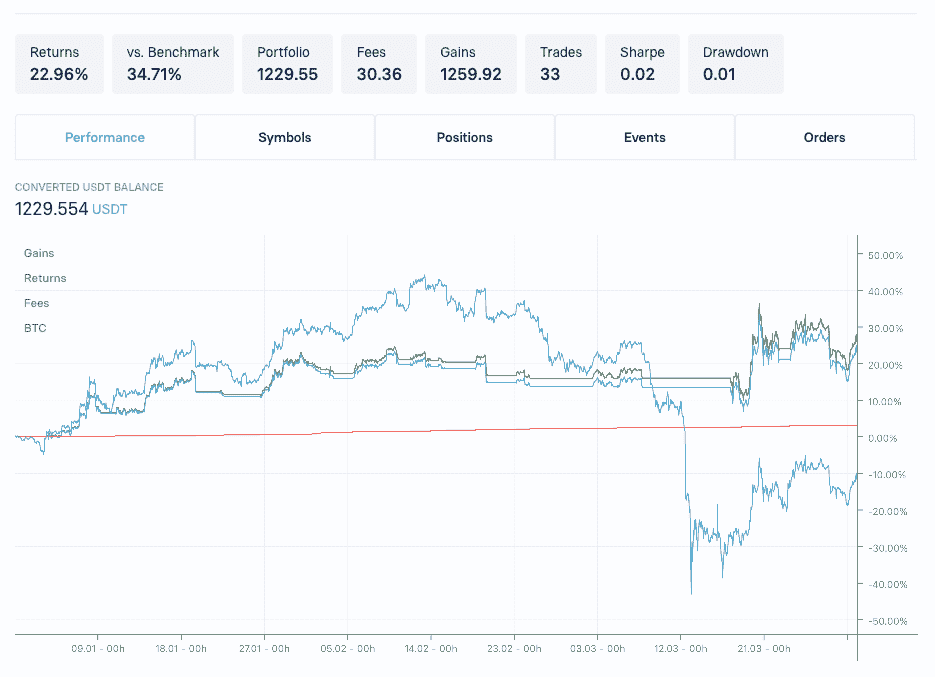 Returns vs. Benchmark Portfolio Fees Gains Trades Sharpe Drawdown
22.96% 34.71% 1229.55 30.36 1259.92 33 0.02 0.01
Performance Symbols Positions Events Orders
CONVERTED USDT BALANCE
1229.554 USDT
Gains
Returns
Fees
BTC
50.00%
40.00%
30.00%
20.00%
10.00%
0.00%
-10.00%
-20.00%
-30.00%
-40.00%
-50.00%
09.01 - 00h 18.01 - 00h 27.01 - 00h 05.02 - 00h 14.02 - 00h 23.02 - 00h 03.03 - 00h 12.03 - 00h 21.03 - 00h